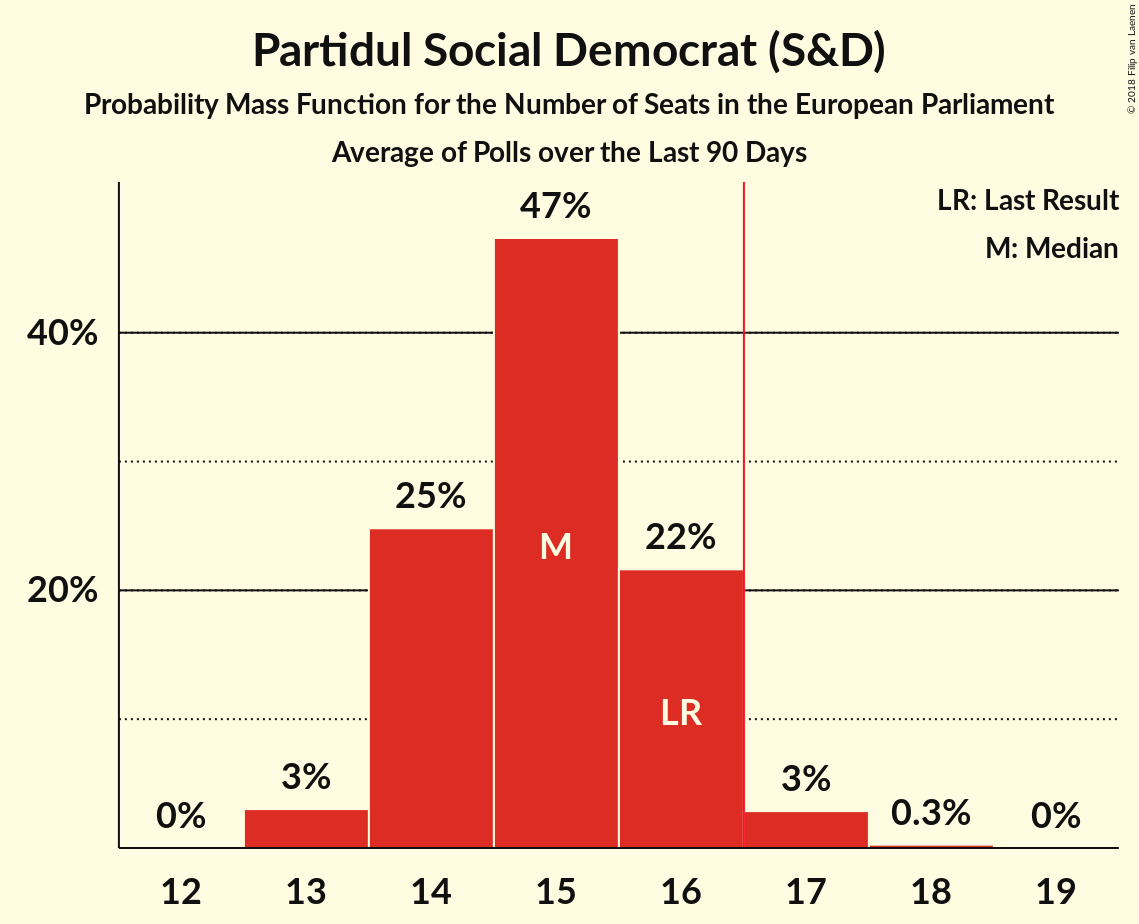 Partidul Social Democrat (S&D)
Probability Mass Function for the Number of Seats in the European Parliament
Average of Polls over the Last 90 Days
© 2018 Filip van Laenen
LR: Last Result
M: Median
47%
40%
25%
M
22%
20%
LR
0%
3%
3%
0.3%
0%
12
13
14
15
16
17
18
19